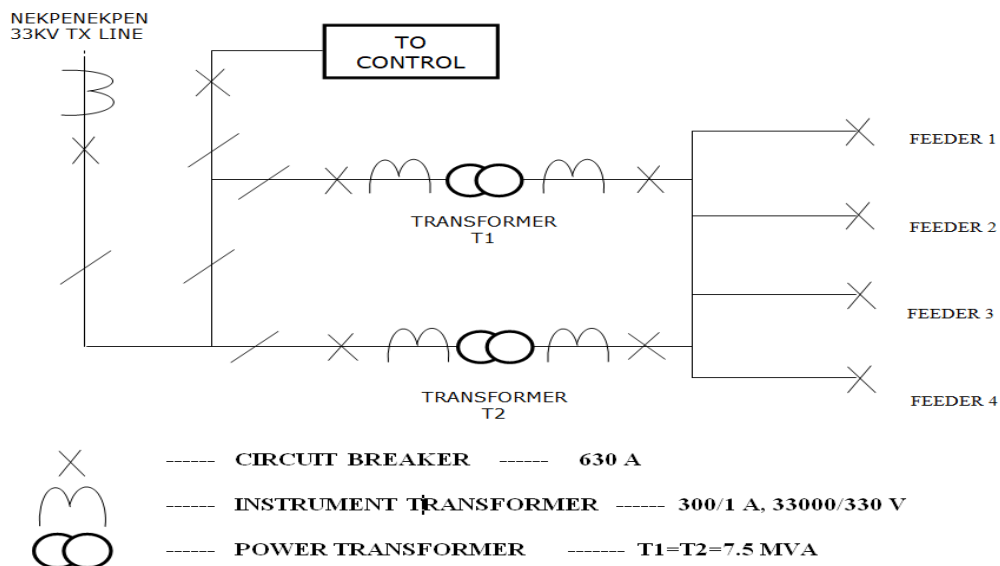 NEKPENEKPEN
33KV TX LINE
TO
CONTROL
FEEDER 1
TRANSFORMER
T1
FEEDER 2
FEEDER 3
TRANSFORMER
T2
FEEDER 4
------ CIRCUIT BREAKER ------ 630 A
------ INSTRUMENT TRANSFORMER ------ 300/1 A, 33000/330 V
------ POWER TRANSFORMER ------- T1=T2=7.5 MVA